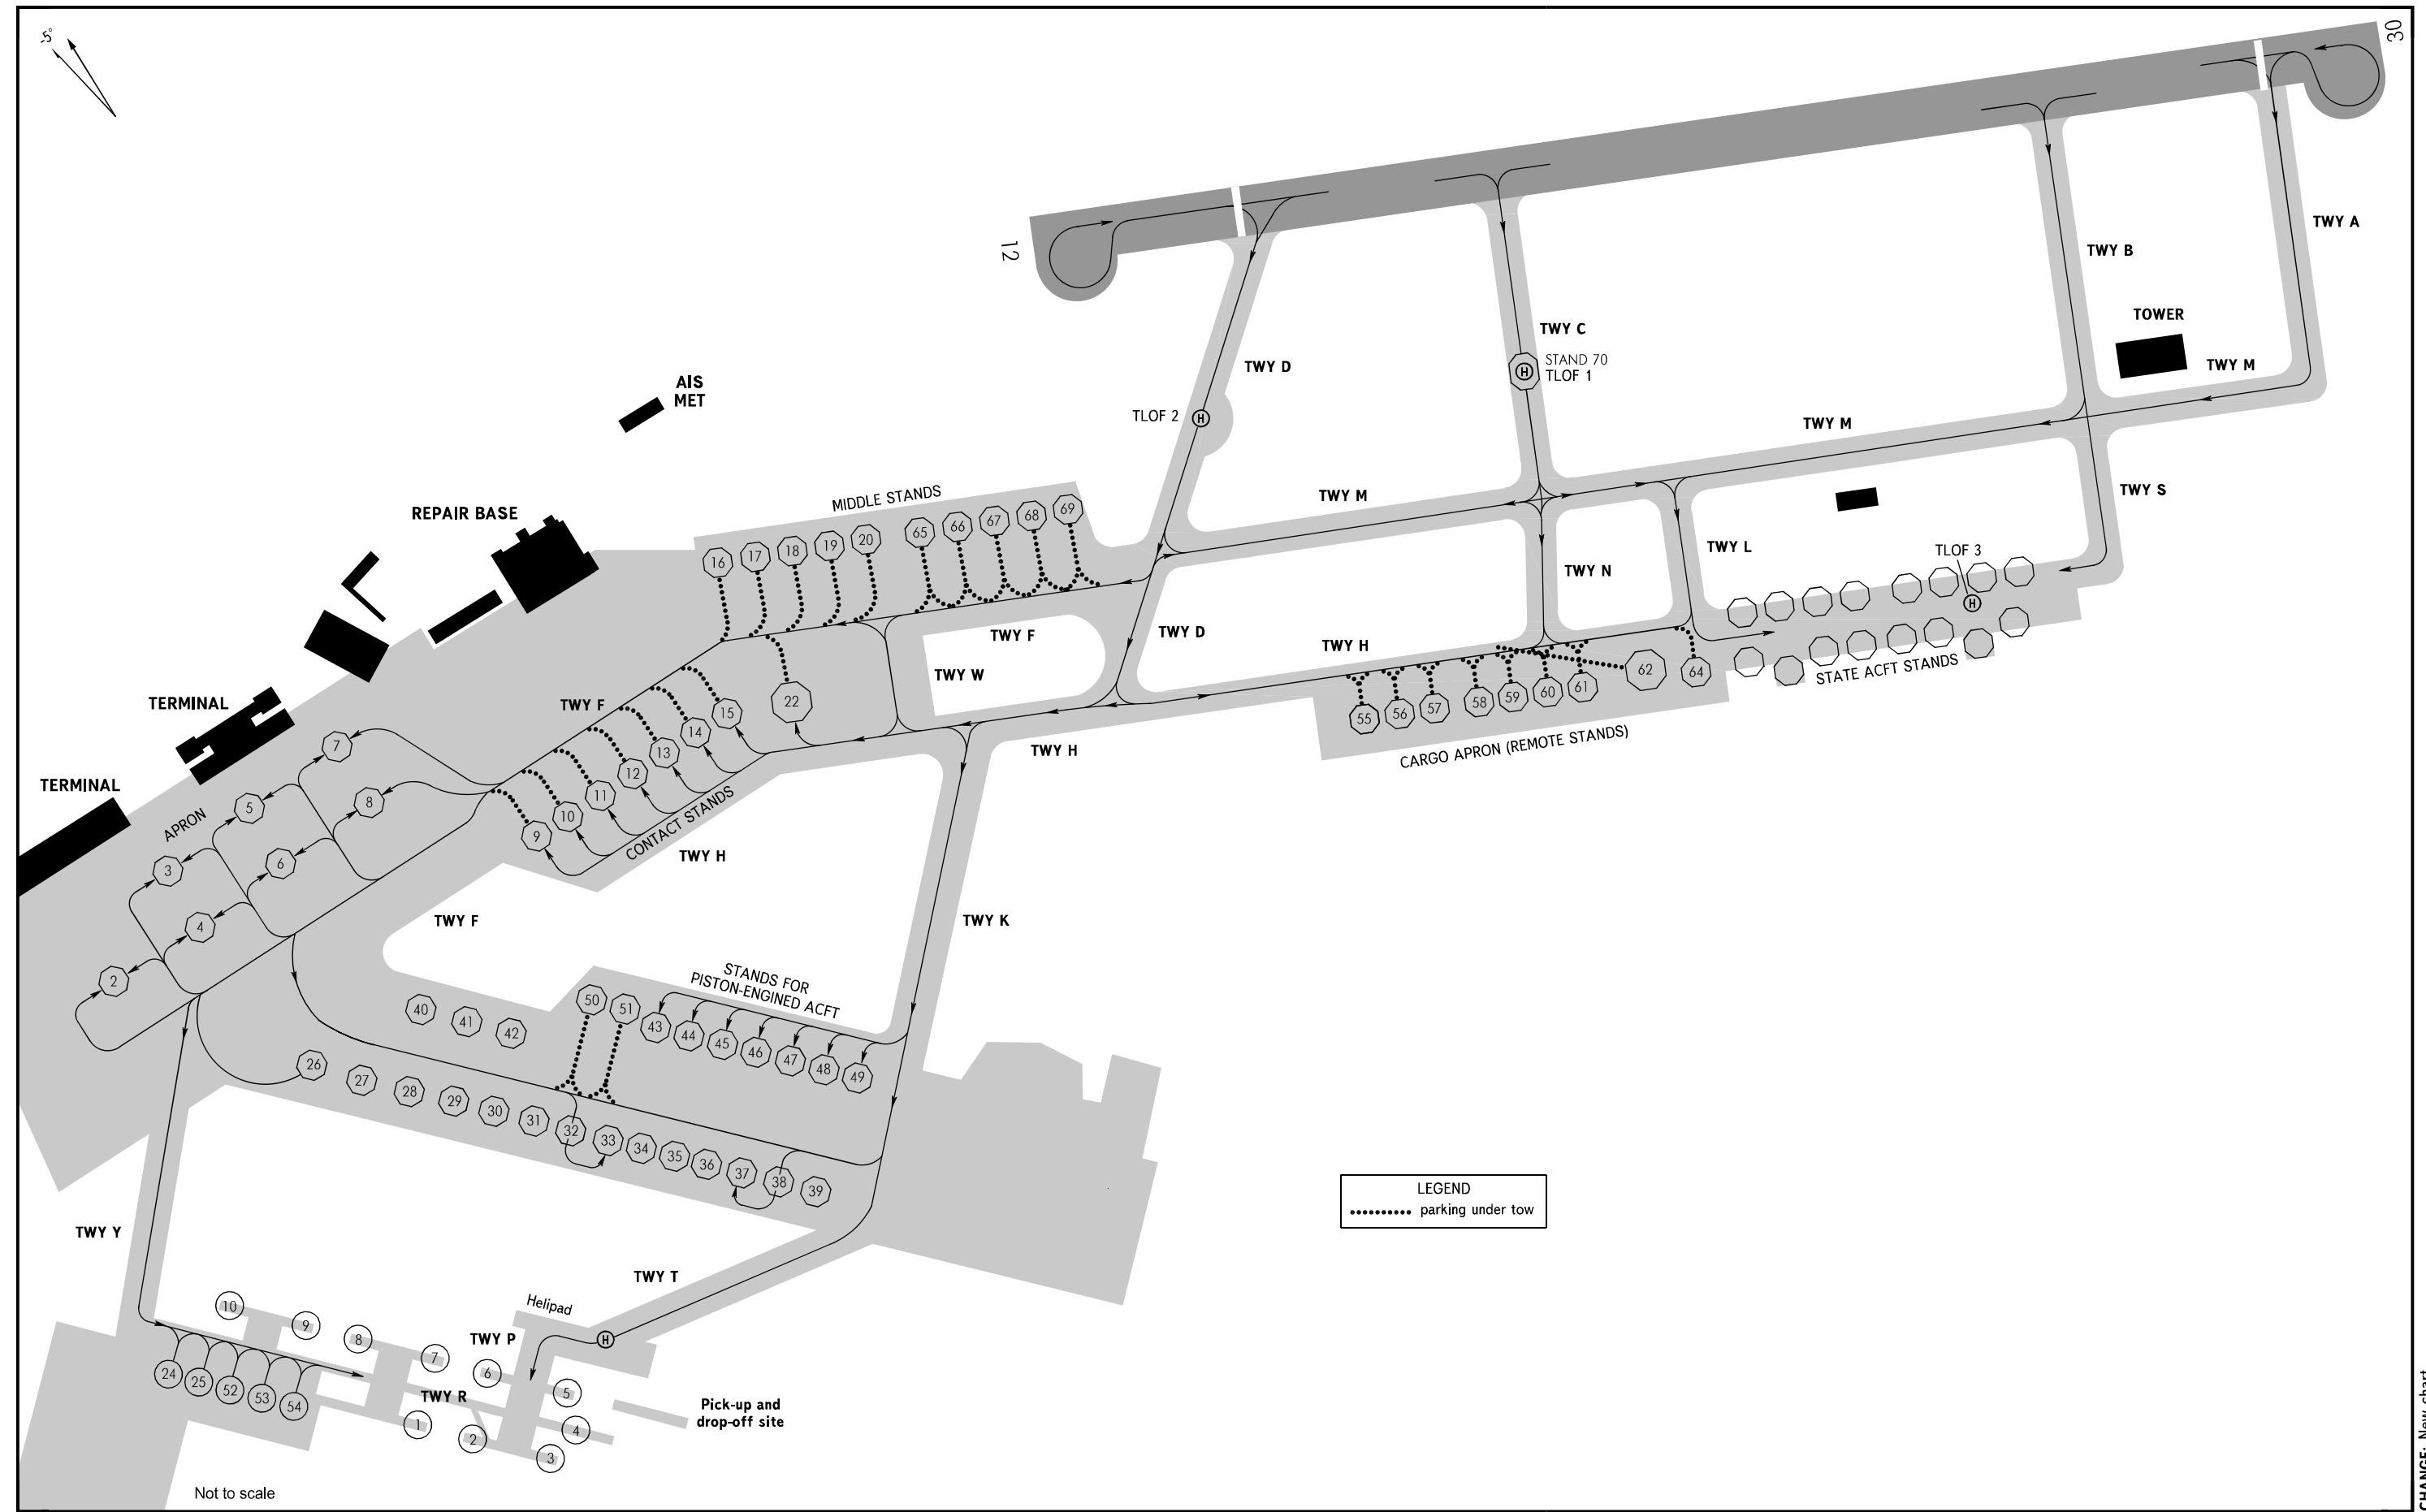 -5°
30
12
TWY A
TWY B
TOWER
TWY C
TWY D
STAND 70
TLOF 1
TWY M
AIS
MET
TLOF 2
TWY M
MIDDLE STANDS
TWY M
TWY S
REPAIR BASE
69
68
67
66
65
20
19
18
17
16
TWY L
TLOF 3
TWY N
TWY F
TWY D
TWY H
TWY W
STATE ACFT STANDS
62
64
61
60
59
58
57
56
55
CARGO APRON (REMOTE STANDS)
TERMINAL
TWY F
22
15
14
13
12
11
10
9
TWY H
CONTACT STANDS
TWY H
7
TERMINAL
5
8
APRON
3
6
4
2
TWY F
TWY K
STANDS FOR
PISTON-ENGINED ACFT
40
41
42
50
51
43
44
45
46
47
48
49
26
27
28
29
30
31
32
33
34
35
36
37
38
39
LEGEND
parking under tow
TWY Y
TWY T
Helipad
H
H
H
H
10
9
8
7
TWY P
6
5
24
25
52
53
54
TWY R
1
2
3
4
Pick-up and
drop-off site
Not to scale
CHANGE: New chart